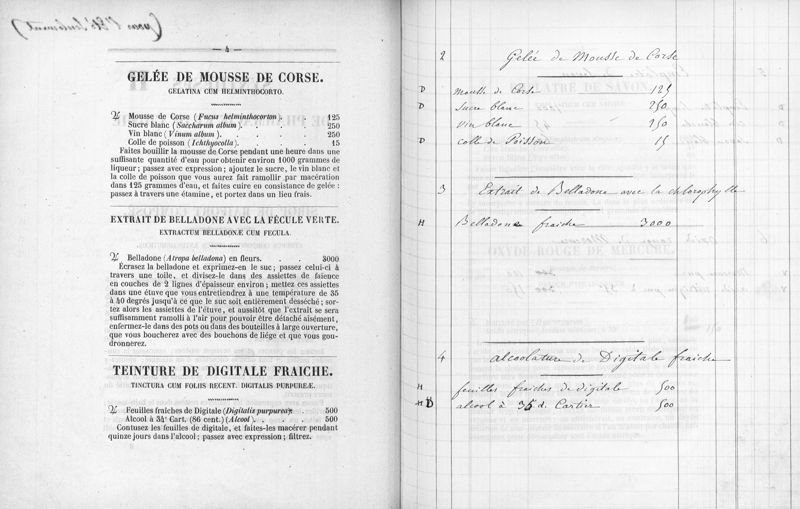 — 4 —
GELÉE DE MOUSSE DE CORSE.
GELATINA CUM HELMINTHOCORTO.
♃ Mousse de Corse (Fucus helminthocorton) . . 125
Sucre blanc (Saccharum album) . . . . 250
Vin blanc (Vinum album) . . . . 250
Colle de poisson (Ichthyocolla) . . . . 15
Faites bouillir la mousse de Corse pendant une heure dans une
suffisante quantité d'eau pour obtenir environ 1000 grammes de
liqueur; passez avec expression; ajoutez le sucre, le vin blanc et
la colle de poisson que vous aurez fait ramollir par macération
dans 125 grammes d'eau, et faites cuire en consistance de gelée :
passez à travers une étamine, et portez dans un lieu frais.
EXTRAIT DE BELLADONE AVEC LA FÉCULE VERTE.
EXTRACTUM BELLADONÆ CUM FECULA.
♃ Belladone (Atropa belladona) en fleurs. . . 3000
Écrasez la belladone et exprimez-en le suc; passez celui-ci à
travers une toile, et divisez-le dans des assiettes de faïence
en couches de 2 lignes d'épaisseur environ; mettez ces assiettes
dans une étuve que vous entretiendrez à une température de 35
à 40 degrés jusqu'à ce que le suc soit entièrement desséché; sor-
tez alors les assiettes de l'étuve, et aussitôt que l'extrait se sera
suffisamment ramolli à l'air pour pouvoir être détaché aisément,
enfermez-le dans des pots ou dans des bouteilles à large ouverture,
que vous boucherez avec des bouchons de liége et que vous gou-
dronnerez.
TEINTURE DE DIGITALE FRAICHE.
TINCTURA CUM FOLIIS RECENT. DIGITALIS PURPUREÆ.
♃ Feuilles fraiches de Digitale (Digitalis purpurea) . 500
Alcool à 34° Cart. (86 cent.) (Alcool) . . . 500
Contusez les feuilles de digitale, et faites-les macérer pendant
quinze jours dans l'alcool; passez avec expression; filtrez.
2 Gelée de Mousse de Corse
D mousse de Corse 125
D sucre blanc 250
vin blanc 250
D colle de Poisson 15
3 Extrait de Belladone avec la chlorophylle
H Belladone fraiche 3000
4 alcoolature de Digitale fraiche
H feuilles fraiches de digitale 500
H D alcool à 35 d. Cartier 500